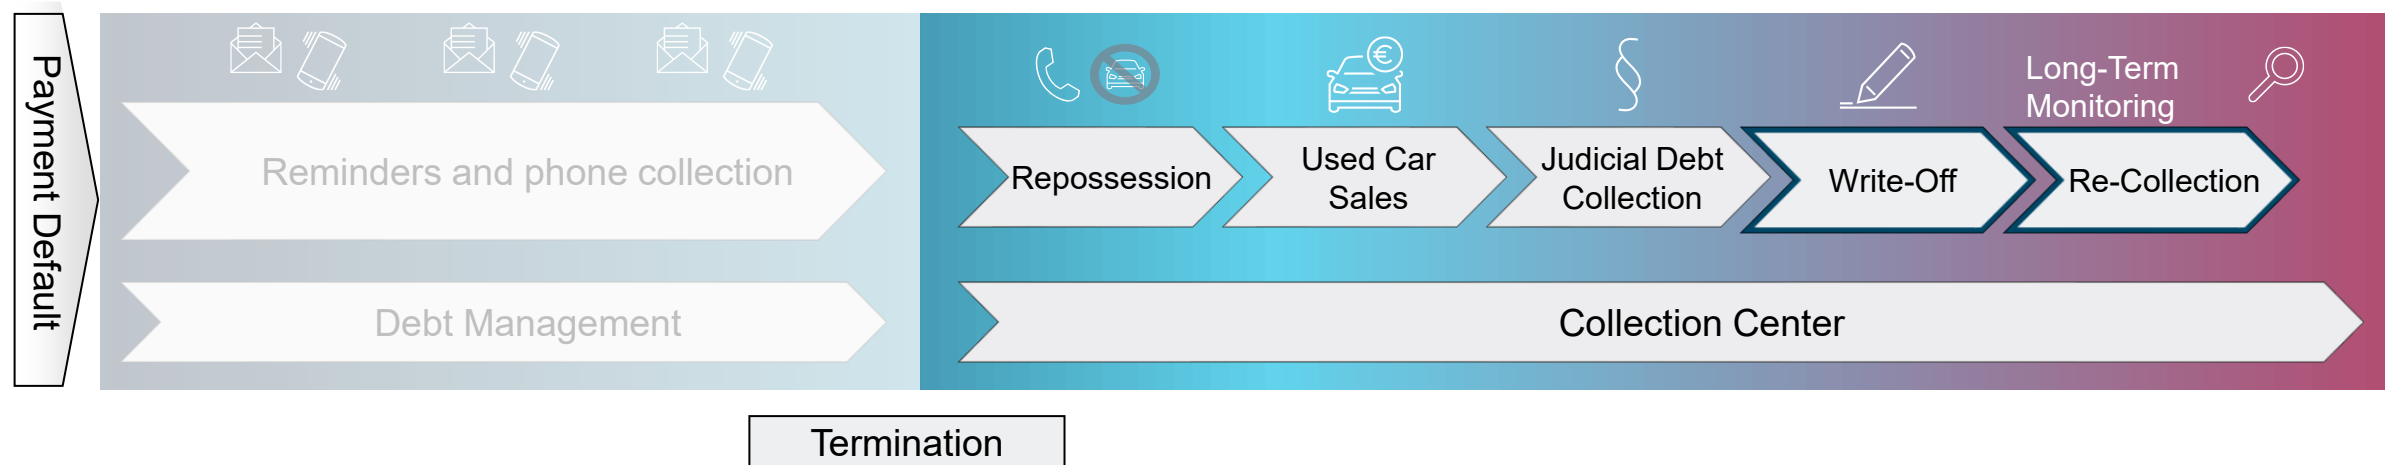 Payment Default
Reminders and phone collection
Debt Management
Long-Term
Monitoring
Repossession
Used Car
Sales
Judicial Debt
Collection
Write-Off
Re-Collection
Collection Center
Termination